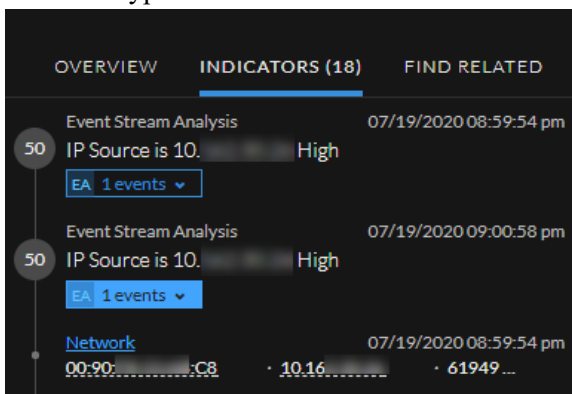 OVERVIEW INDICATORS (18) FIND RELATED
Event Stream Analysis 07/19/2020 08:59:54 pm
50 IP Source is 10. High
EA 1 events
Event Stream Analysis 07/19/2020 09:00:58 pm
50 IP Source is 10. High
EA 1 events
Network 07/19/2020 08:59:54 pm
00:90: :C8 · 10.16 · 61949 ...